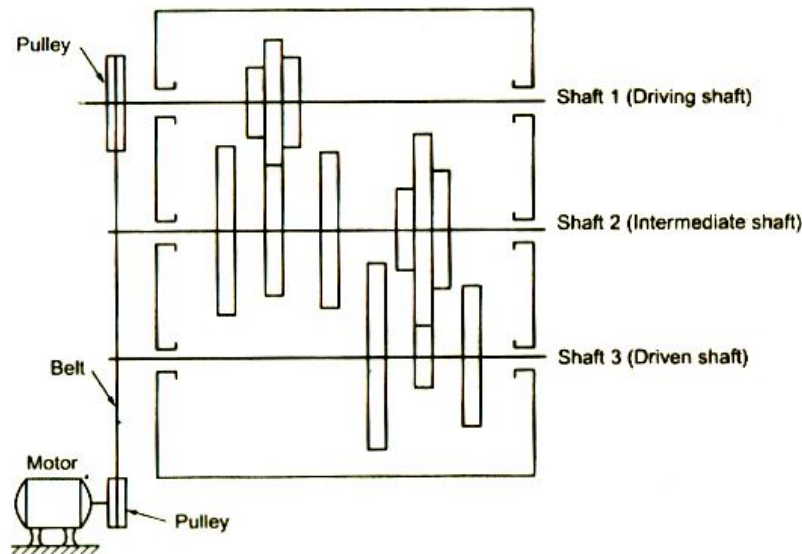 Pulley
Shaft 1 (Driving shaft)
Shaft 2 (Intermediate shaft)
Shaft 3 (Driven shaft)
Belt
Motor
Pulley